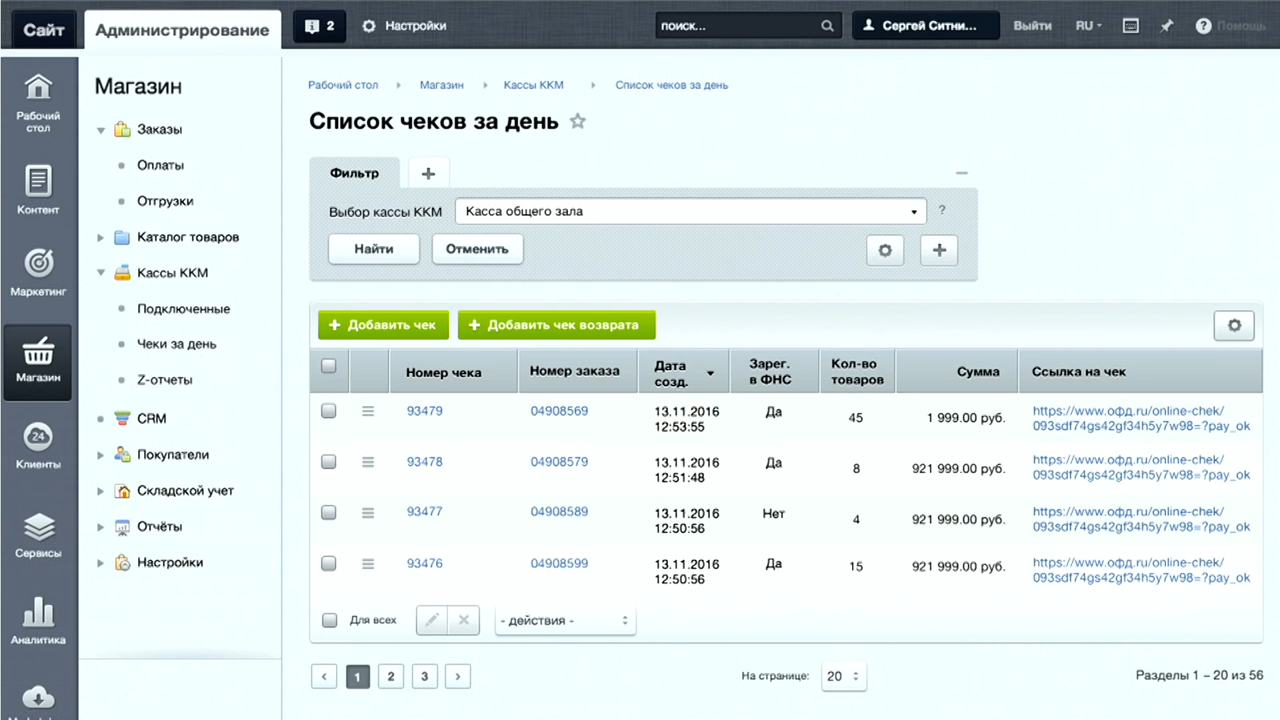 Сайт
Администрирование
2
Настройки
поиск...
Сергей Ситни...
Выйти
RU
?
Помощь
Рабочий
стол
Контент
Маркетинг
Магазин
24
Клиенты
Сервисы
Аналитика
Магазин
Заказы
Оплаты
Отгрузки
Каталог товаров
Кассы ККМ
Подключенные
Чеки за день
Z-отчеты
CRM
Покупатели
Складской учет
Отчёты
Настройки
Рабочий стол
Магазин
Кассы ККМ
Список чеков за день
Список чеков за день
Фильтр
+
Выбор кассы ККМ
Касса общего зала
?
Найти
Отменить
+
+ Добавить чек
+ Добавить чек возврата
Номер чека
Номер заказа
Дата
созд.
Зарег.
в ФНС
Кол-во
товаров
Сумма
Ссылка на чек
93479
04908569
13.11.2016
12:53:55
Да
45
1 999.00 руб.
https://www.офд.ru/online-chek/
093sdf74gs42gf34h5y7w98=?pay_ok
93478
04908579
13.11.2016
12:51:48
Да
8
921 999.00 руб.
https://www.офд.ru/online-chek/
093sdf74gs42gf34h5y7w98=?pay_ok
93477
04908589
13.11.2016
12:50:56
Нет
4
921 999.00 руб.
https://www.офд.ru/online-chek/
093sdf74gs42gf34h5y7w98=?pay_ok
93476
04908599
13.11.2016
12:50:56
Да
15
921 999.00 руб.
https://www.офд.ru/online-chek/
093sdf74gs42gf34h5y7w98=?pay_ok
Для всех
- действия -
‹ 1 2 3 ›
На странице:
20
Разделы 1 – 20 из 56